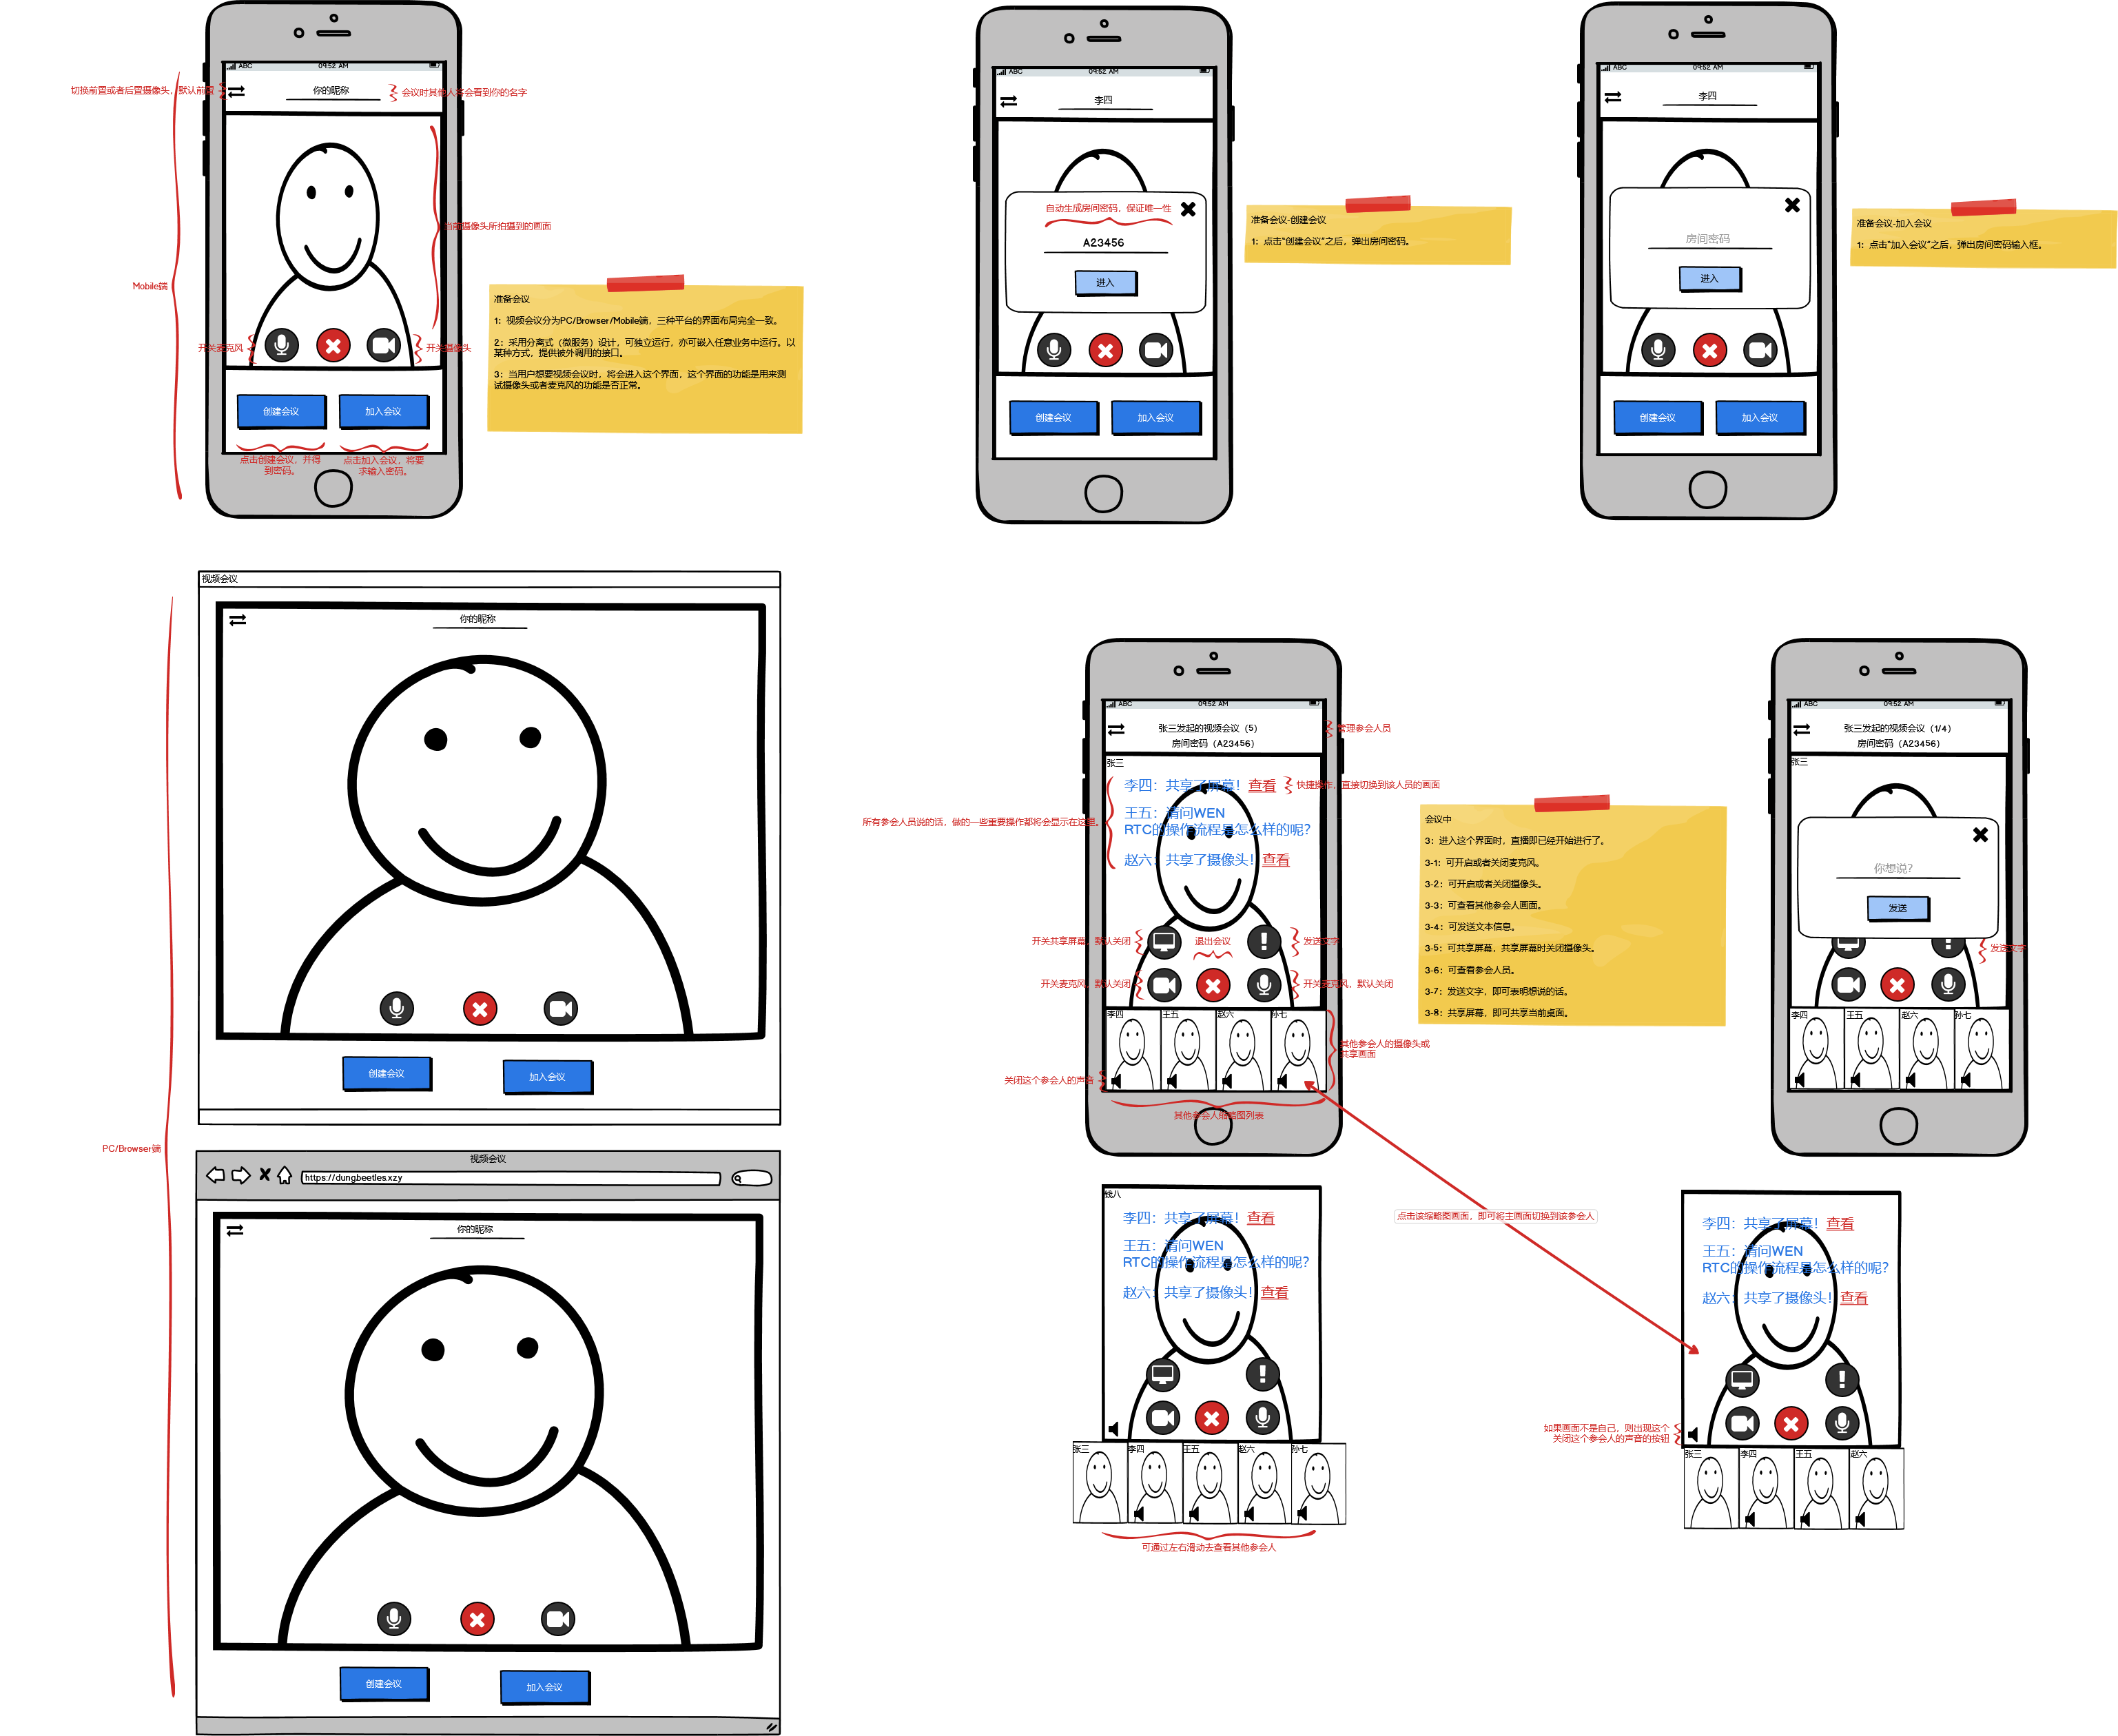 ABC
09:52 AM
切换前置或者后置摄像头，默认前置
你的昵称
会议时其他人将会看到你的名字
当前摄像头所拍摄到的画面
Mobile端
开关麦克风
开关摄像头
创建会议
加入会议
点击创建会议，并得
到密码。
点击加入会议，将要
求输入密码。
准备会议
1：视频会议分为PC/Browser/Mobile端，三种平台的界面布局完全一致。
2：采用分离式（微服务）设计，可独立运行，亦可嵌入任意业务中运行。以
某种方式，提供被外调用的接口。
3：当用户想要视频会议时，将会进入这个界面，这个界面的功能是用来测
试摄像头或者麦克风的功能是否正常。
ABC
09:52 AM
李四
自动生成房间密码，保证唯一性
A23456
进入
创建会议
加入会议
准备会议-创建会议
1：点击“创建会议”之后，弹出房间密码。
ABC
09:52 AM
李四
房间密码
进入
创建会议
加入会议
准备会议-加入会议
1：点击“加入会议”之后，弹出房间密码输入框。
视频会议
你的昵称
创建会议
加入会议
PC/Browser端
视频会议
https://dungbeetles.xzy
你的昵称
创建会议
加入会议
ABC
09:52 AM
张三发起的视频会议（5）
房间密码（A23456）
管理参会人员
张三
李四：共享了屏幕！查看
快捷操作，直接切换到该人员的画面
王五：请问WEN
RTC的操作流程是怎么样的呢？
赵六：共享了摄像头！查看
所有参会人员说的话，做的一些重要操作都将会显示在这里。
开关共享屏幕，默认关闭
退出会议
发送文字
开关麦克风，默认关闭
开关麦克风，默认关闭
李四
王五
赵六
孙七
其他参会人的摄像头或
共享画面
关闭这个参会人的声音
其他参会人缩略图列表
会议中
3：进入这个界面时，直播即已经开始进行了。
3-1：可开启或者关闭麦克风。
3-2：可开启或者关闭摄像头。
3-3：可查看其他参会人画面。
3-4：可发送文本信息。
3-5：可共享屏幕，共享屏幕时关闭摄像头。
3-6：可查看参会人员。
3-7：发送文字，即可表明想说的话。
3-8：共享屏幕，即可共享当前桌面。
ABC
09:52 AM
张三发起的视频会议（1/4）
房间密码（A23456）
张三
你想说？
发送
发送文字
李四
王五
赵六
孙七
钱八
李四：共享了屏幕！查看
王五：请问WEN
RTC的操作流程是怎么样的呢？
赵六：共享了摄像头！查看
张三
李四
王五
赵六
孙七
可通过左右滑动去查看其他参会人
点击该缩略图画面，即可将主画面切换到该参会人
李四：共享了屏幕！查看
王五：请问WEN
RTC的操作流程是怎么样的呢？
赵六：共享了摄像头！查看
如果画面不是自己，则出现这个
关闭这个参会人的声音的按钮
张三
李四
王五
赵六